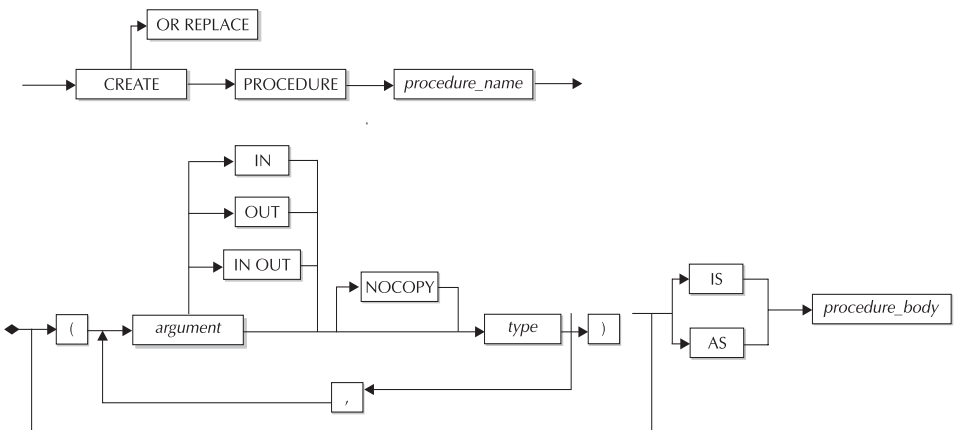 OR REPLACE
CREATE
PROCEDURE
procedure_name
IN
OUT
IN OUT
NOCOPY
(
argument
type
)
,
IS
AS
procedure_body